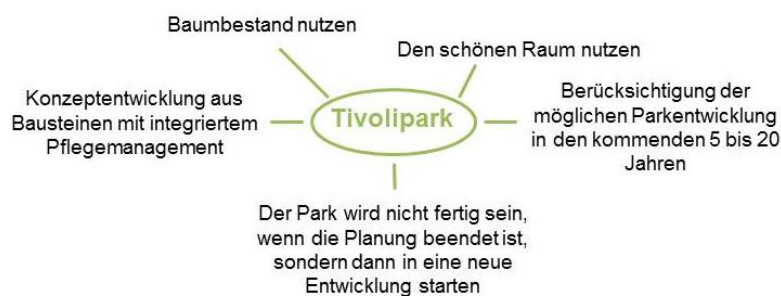 Baumbestand nutzen
Den schönen Raum nutzen
Konzeptentwicklung aus
Bausteinen mit integriertem
Pflegemanagement
Tivolipark
Berücksichtigung der
möglichen Parkentwicklung
in den kommenden 5 bis 20
Jahren
Der Park wird nicht fertig sein,
wenn die Planung beendet ist,
sondern dann in eine neue
Entwicklung starten